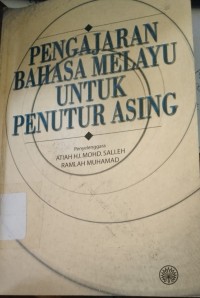 PENGAJARAN
BAHASA MELAYU
UNTUK
PENUTUR ASING
Penyelenggara
ATIAH HJ. MOHD. SALLEH
RAMLAH MUHAMAD